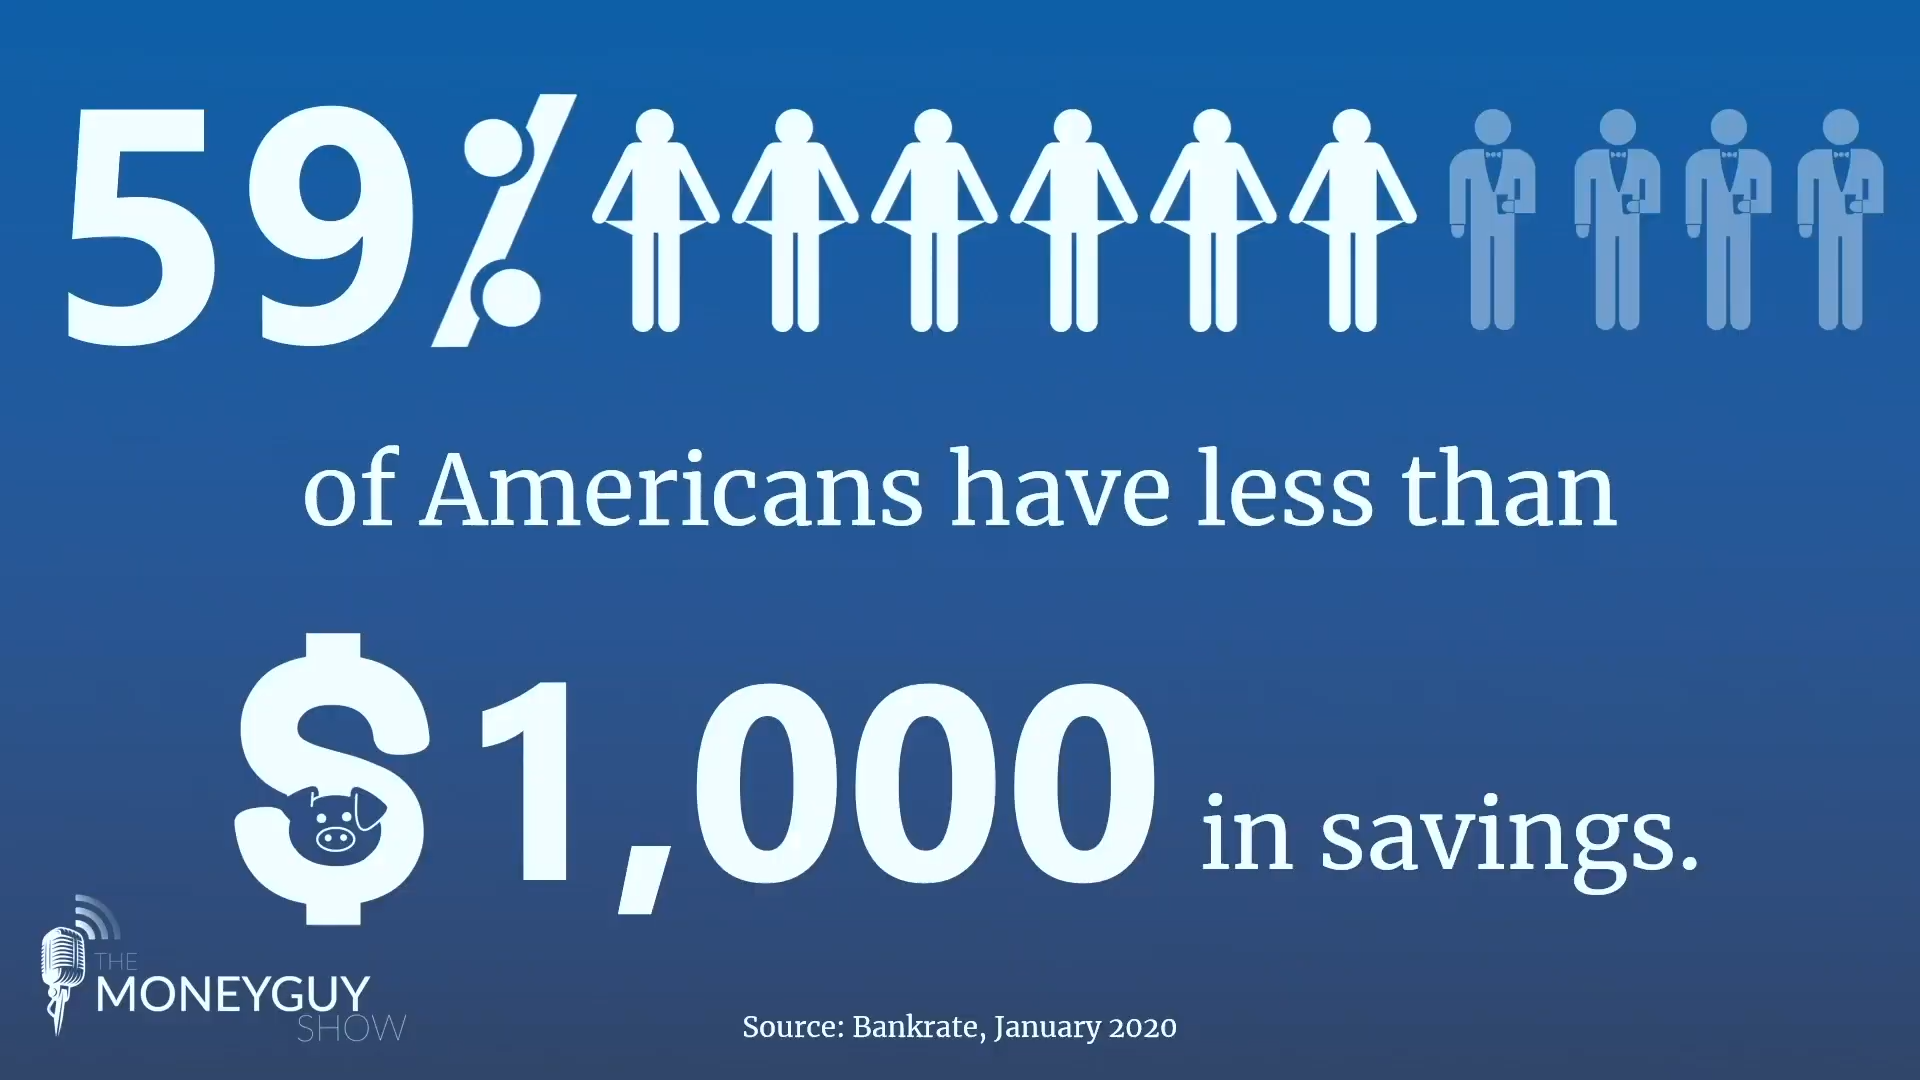 59%
of Americans have less than
$1,000 in savings.
THE
MONEYGUY
SHOW
Source: Bankrate, January 2020